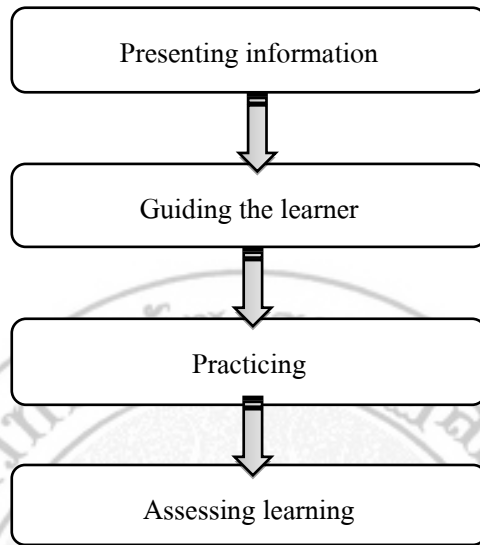 Presenting information
Guiding the learner
Practicing
Assessing learning